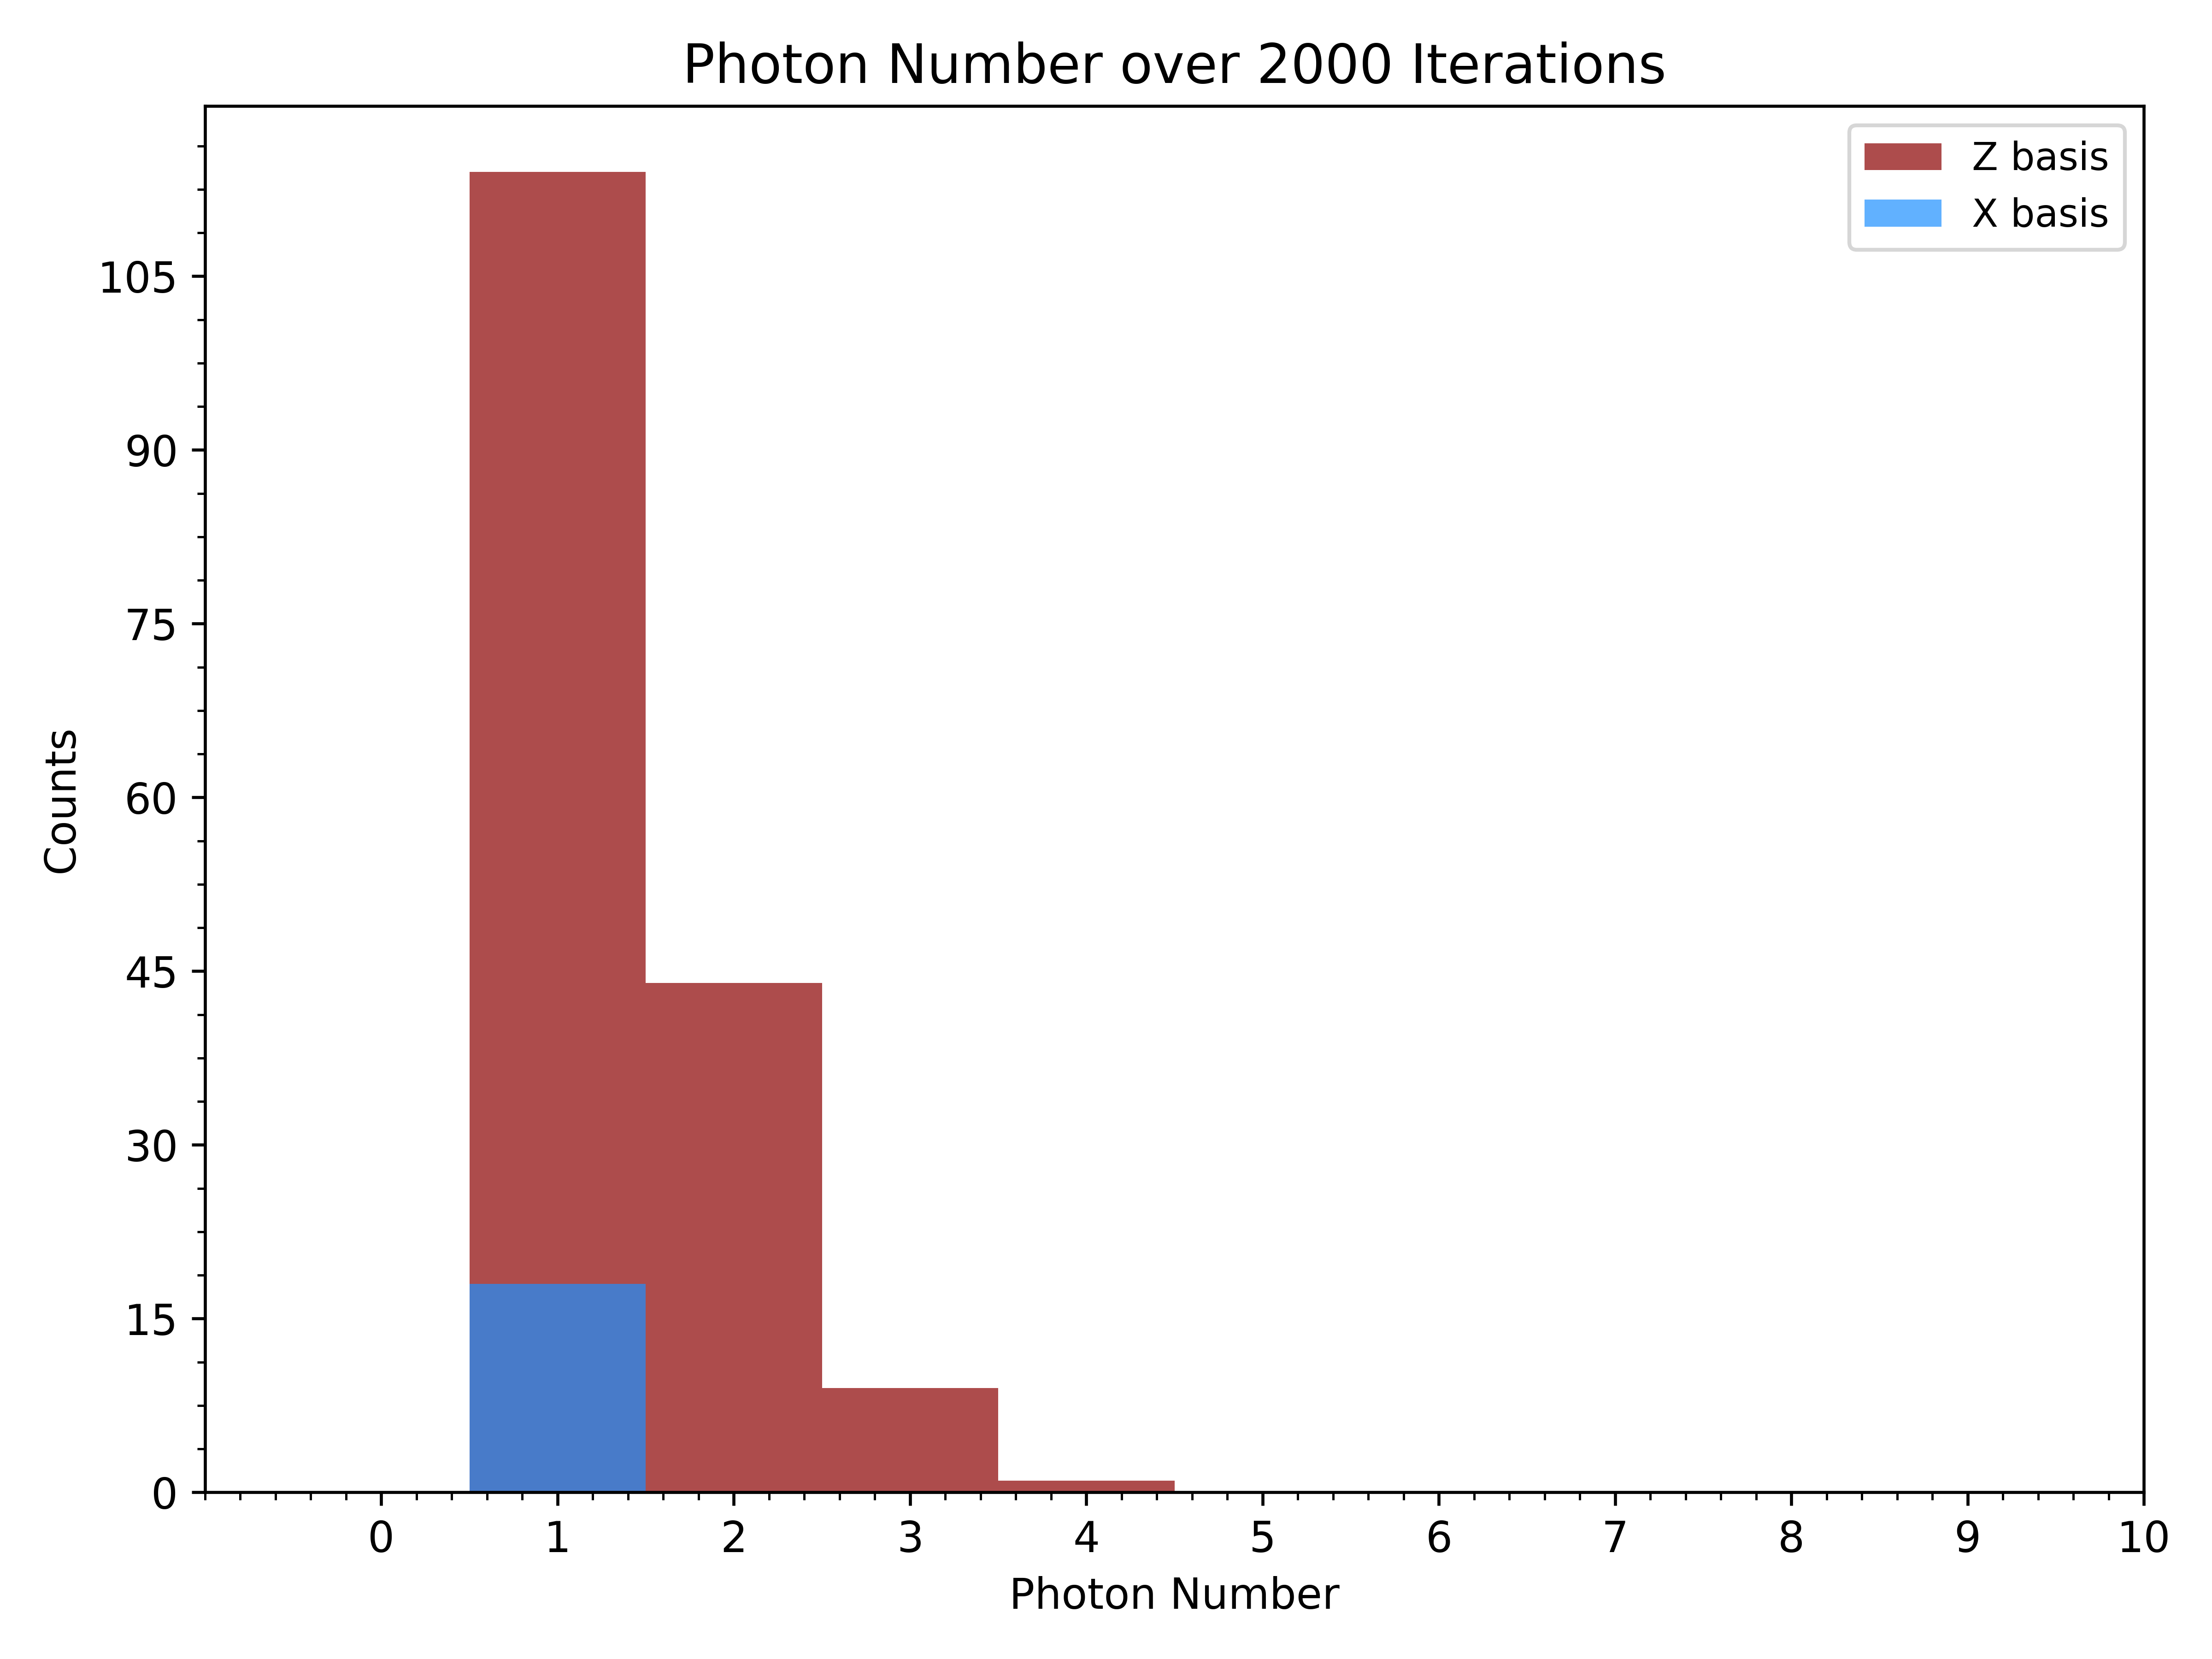 Photon Number over 2000 Iterations
Z basis
X basis
105
90
75
60
45
30
15
0
Counts
0 1 2 3 4 5 6 7 8 9 10
Photon Number